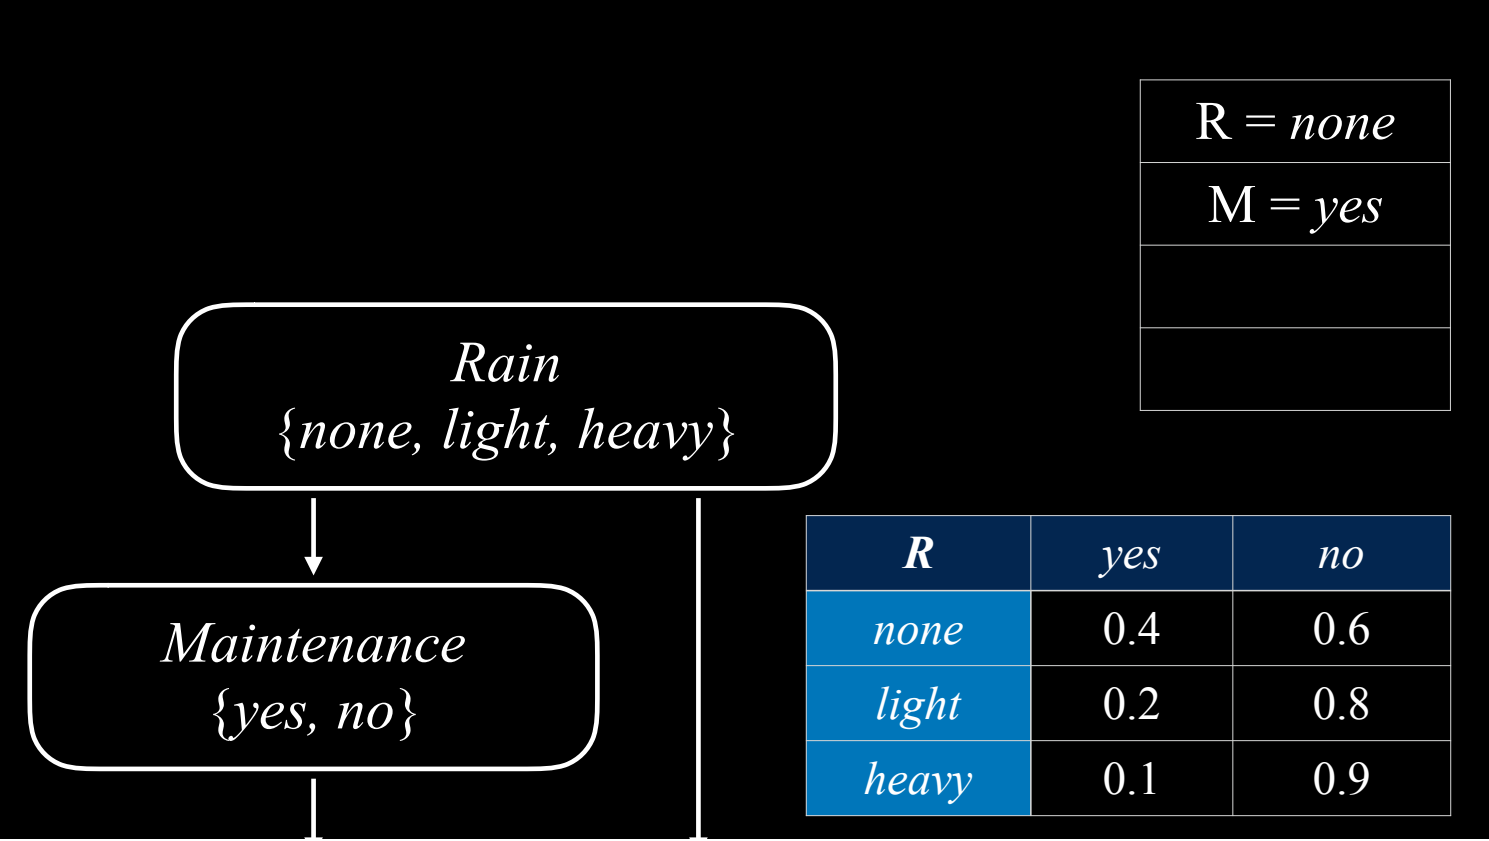 R = none
M = yes
Rain
{none, light, heavy}
Maintenance
{yes, no}
R yes no
none 0.4 0.6
light 0.2 0.8
heavy 0.1 0.9